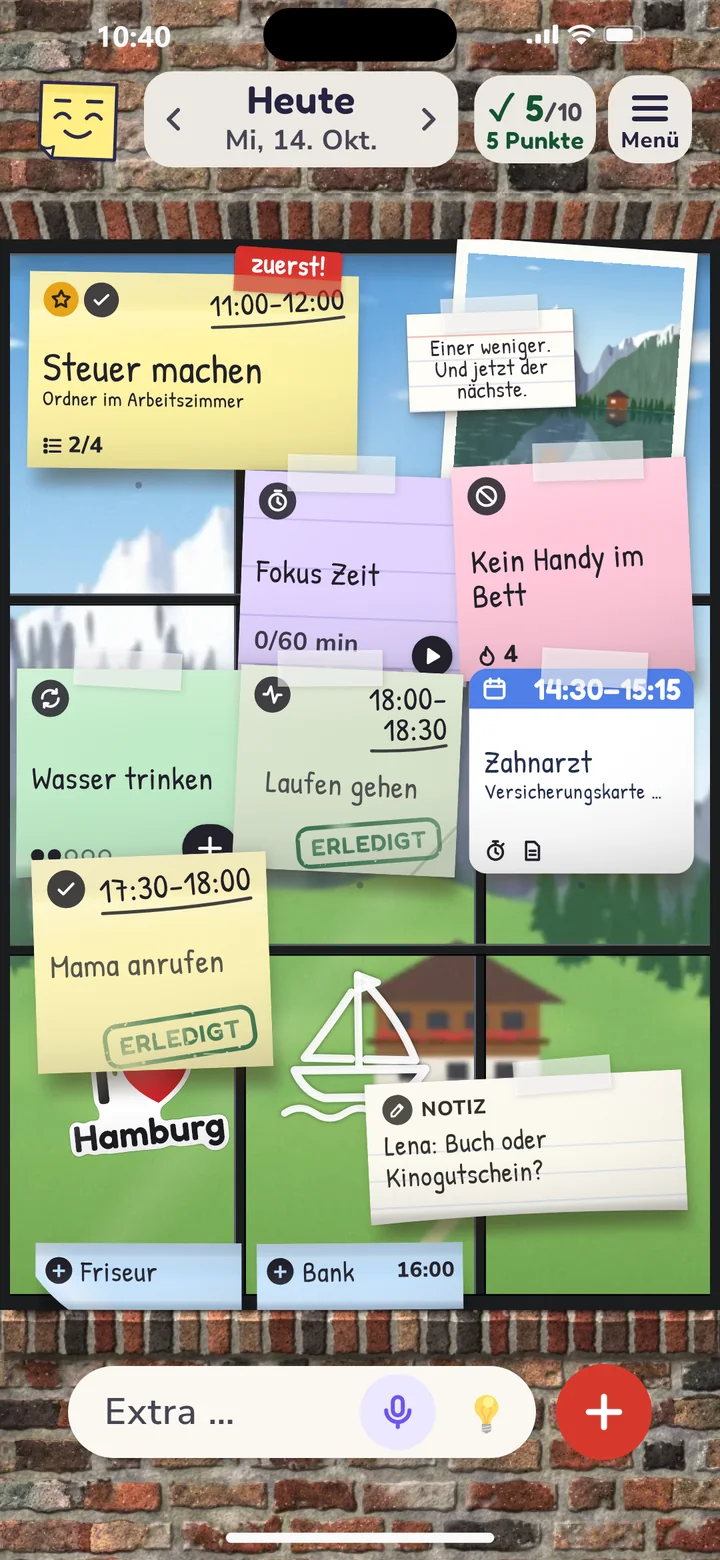 10:40
Heute
Mi, 14. Okt.
5/10
5 Punkte
Menü
zuerst!
11:00-12:00
Steuer machen
Ordner im Arbeitszimmer
2/4
Einer weniger.
Und jetzt der
nächste.
Fokus Zeit
0/60 min
Kein Handy im
Bett
4
Wasser trinken
18:00-
18:30
Laufen gehen
ERLEDIGT
14:30-15:15
Zahnarzt
Versicherungskarte ...
17:30-18:00
Mama anrufen
ERLEDIGT
I
Hamburg
NOTIZ
Lena: Buch oder
Kinogutschein?
Friseur
Bank 16:00
Extra ...